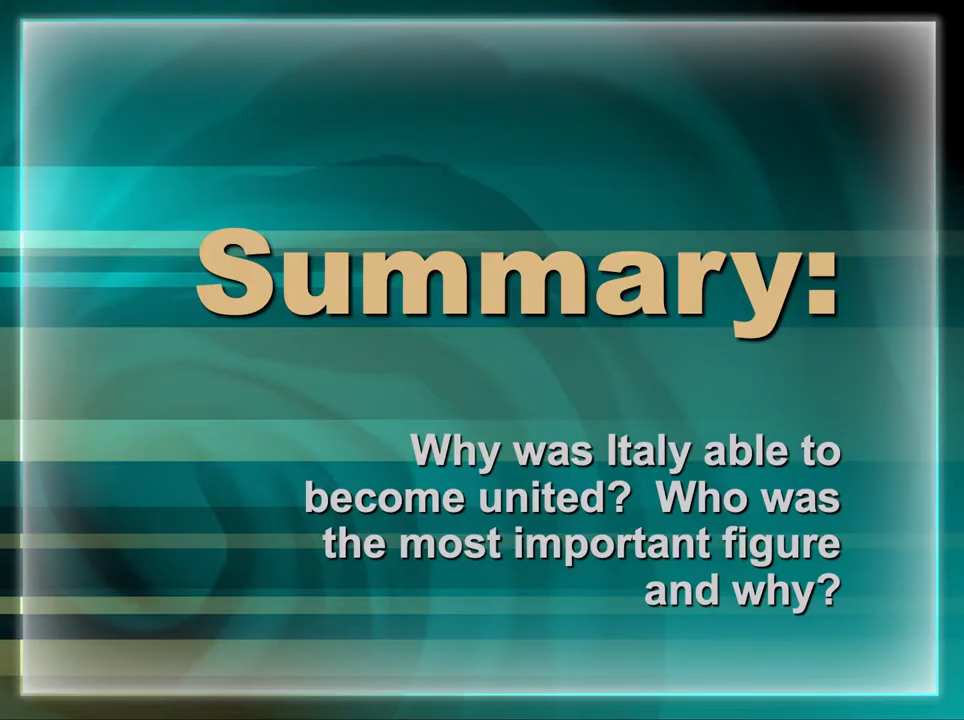 Summary:
Why was Italy able to
become united?  Who was
the most important figure
and why?